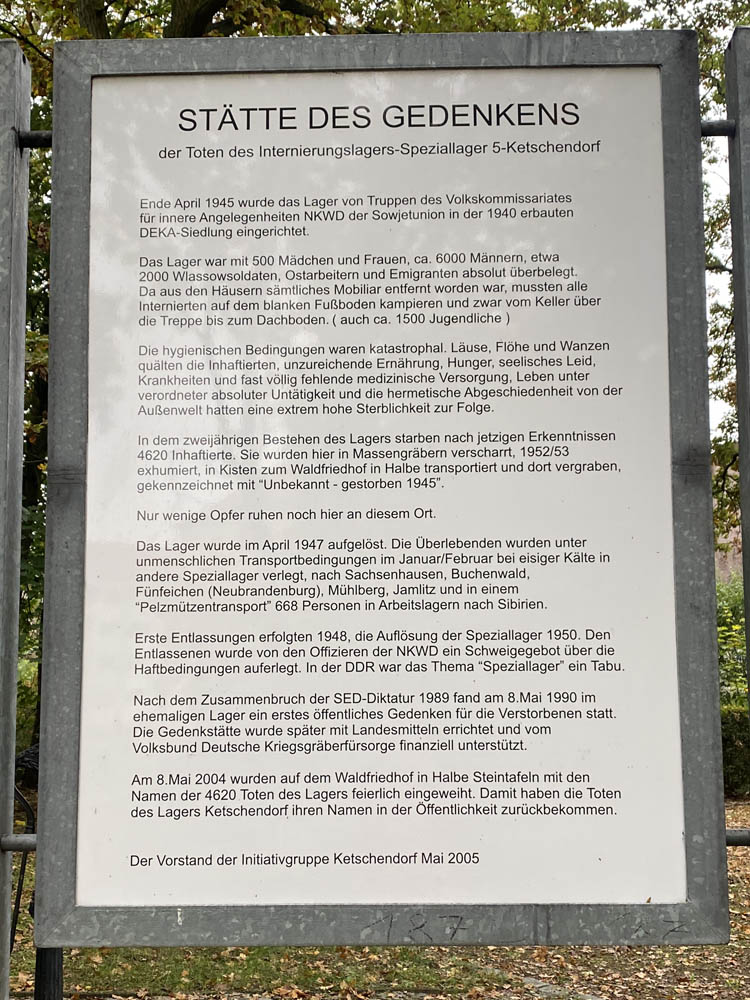 STÄTTE DES GEDENKENS
der Toten des Internierungslagers-Speziallager 5-Ketschendorf
Ende April 1945 wurde das Lager von Truppen des Volkskommissariates
für innere Angelegenheiten NKWD der Sowjetunion in der 1940 erbauten
DEKA-Siedlung eingerichtet.
Das Lager war mit 500 Mädchen und Frauen, ca. 6000 Männern, etwa
2000 Wlassowsoldaten, Ostarbeitern und Emigranten absolut überbelegt.
Da aus den Häusern sämtliches Mobiliar entfernt worden war, mussten alle
Internierten auf dem blanken Fußboden kampieren und zwar vom Keller über
die Treppe bis zum Dachboden. ( auch ca. 1500 Jugendliche )
Die hygienischen Bedingungen waren katastrophal. Läuse, Flöhe und Wanzen
quälten die Inhaftierten, unzureichende Ernährung, Hunger, seelisches Leid,
Krankheiten und fast völlig fehlende medizinische Versorgung, Leben unter
verordneter absoluter Untätigkeit und die hermetische Abgeschiedenheit von der
Außenwelt hatten eine extrem hohe Sterblichkeit zur Folge.
In dem zweijährigen Bestehen des Lagers starben nach jetzigen Erkenntnissen
4620 Inhaftierte. Sie wurden hier in Massengräbern verscharrt, 1952/53
exhumiert, in Kisten zum Waldfriedhof in Halbe transportiert und dort vergraben,
gekennzeichnet mit “Unbekannt - gestorben 1945”.
Nur wenige Opfer ruhen noch hier an diesem Ort.
Das Lager wurde im April 1947 aufgelöst. Die Überlebenden wurden unter
unmenschlichen Transportbedingungen im Januar/Februar bei eisiger Kälte in
andere Speziallager verlegt, nach Sachsenhausen, Buchenwald,
Fünfeichen (Neubrandenburg), Mühlberg, Jamlitz und in einem
“Pelzmützentransport” 668 Personen in Arbeitslagern nach Sibirien.
Erste Entlassungen erfolgten 1948, die Auflösung der Speziallager 1950. Den
Entlassenen wurde von den Offizieren der NKWD ein Schweigegebot über die
Haftbedingungen auferlegt. In der DDR war das Thema “Speziallager” ein Tabu.
Nach dem Zusammenbruch der SED-Diktatur 1989 fand am 8.Mai 1990 im
ehemaligen Lager ein erstes öffentliches Gedenken für die Verstorbenen statt.
Die Gedenkstätte wurde später mit Landesmitteln errichtet und vom
Volksbund Deutsche Kriegsgräberfürsorge finanziell unterstützt.
Am 8.Mai 2004 wurden auf dem Waldfriedhof in Halbe Steintafeln mit den
Namen der 4620 Toten des Lagers feierlich eingeweiht. Damit haben die Toten
des Lagers Ketschendorf ihren Namen in der Öffentlichkeit zurückbekommen.
Der Vorstand der Initiativgruppe Ketschendorf Mai 2005